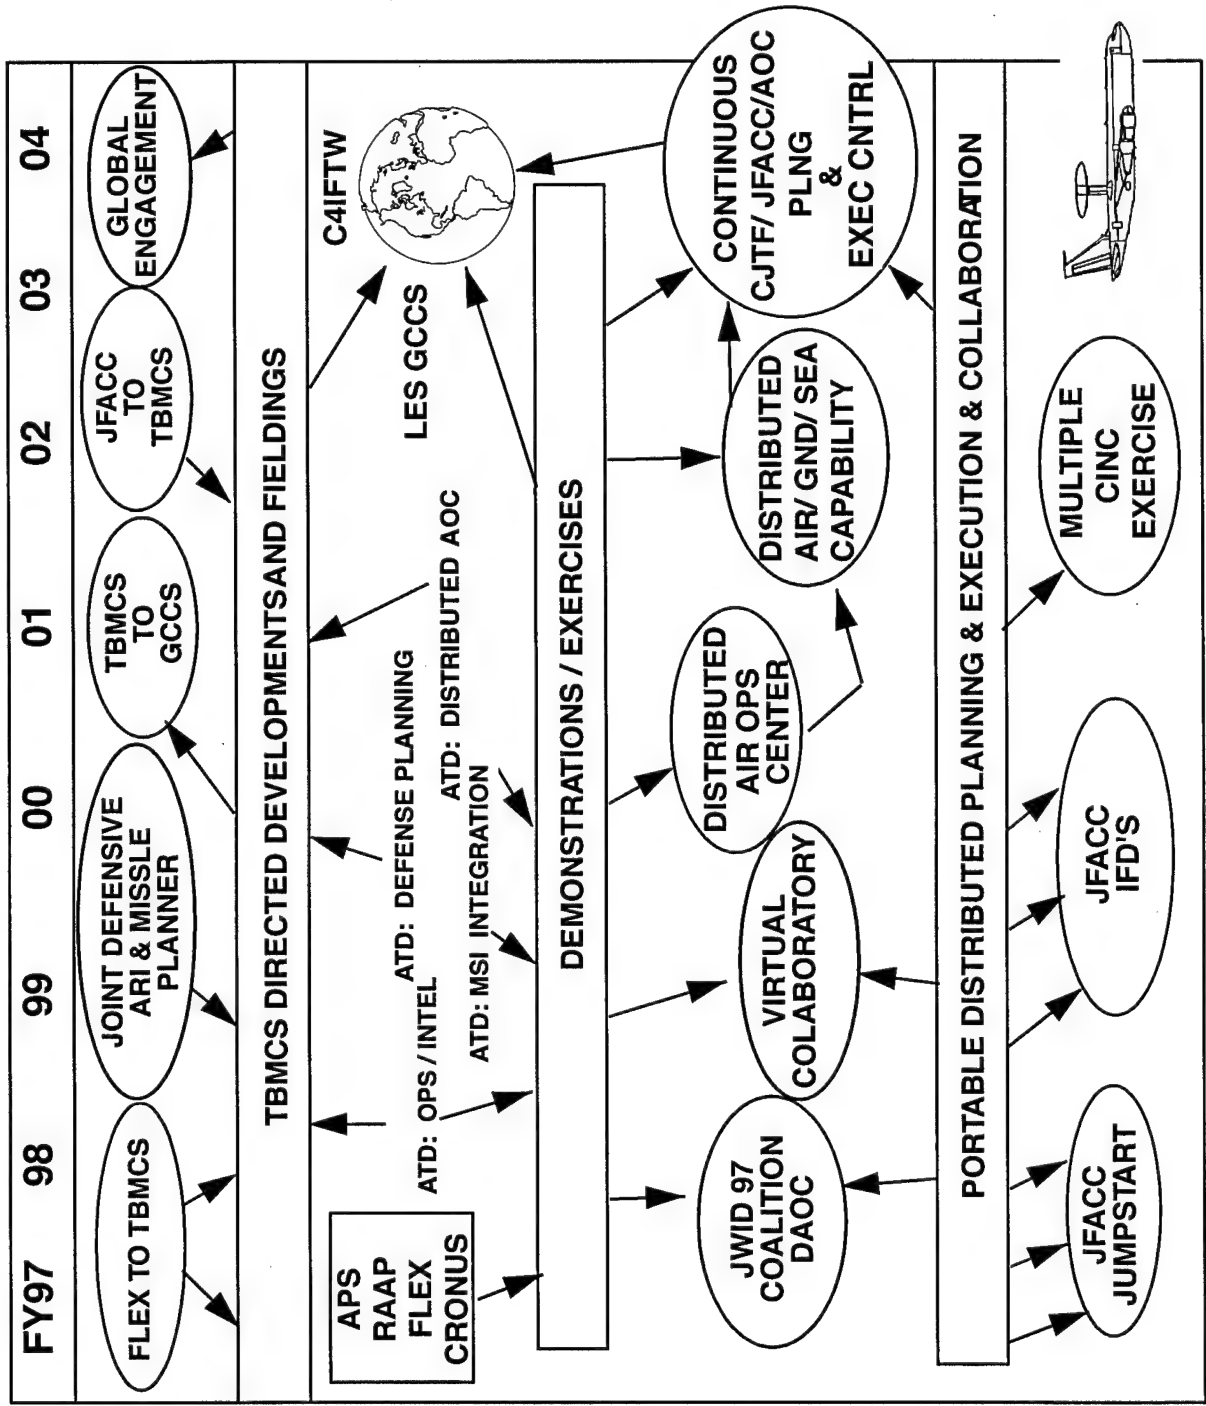 FY97 98 99 00 01 02 03 04
FLEX TO TBMCS
JOINT DEFENSIVE
ARI & MISSLE
PLANNER
TBMCS
TO
GCCS
JFACC
TO
TBMCS
GLOBAL
ENGAGEMENT
TBMCS DIRECTED DEVELOPMENTSAND FIELDINGS
APS
RAAP
FLEX
CRONUS
ATD: OPS / INTEL
ATD: DEFENSE PLANNING
ATD: MSI INTEGRATION
ATD: DISTRIBUTED AOC
LES GCCS
C4IFTW
DEMONSTRATIONS / EXERCISES
JWID 97
COALITION
DAOC
VIRTUAL
COLABORATORY
DISTRIBUTED
AIR OPS
CENTER
DISTRIBUTED
AIR/ GND/ SEA
CAPABILITY
CONTINUOUS
CJTF/ JFACC/AOC
PLNG
&
EXEC CNTRL
PORTABLE DISTRIBUTED PLANNING & EXECUTION & COLLABORATION
JFACC
JUMPSTART
JFACC
IFD'S
MULTIPLE
CINC
EXERCISE